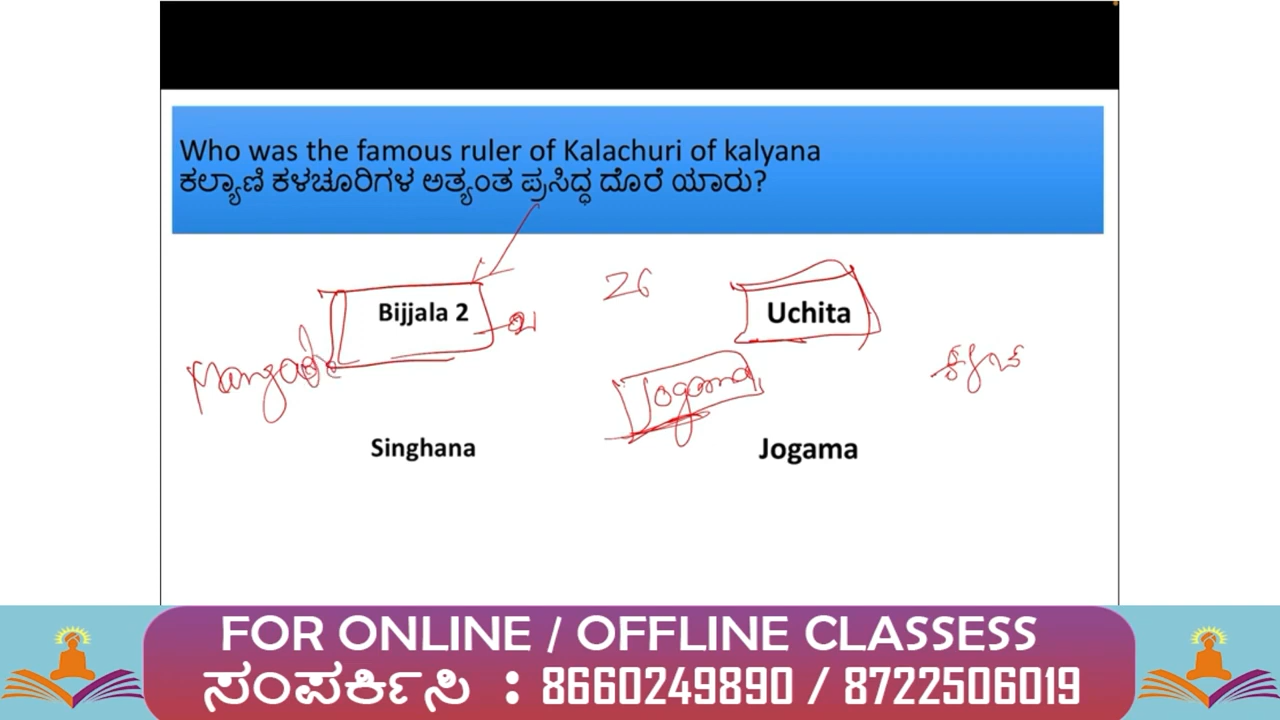 Who was the famous ruler of Kalachuri of kalyana
ಕಲ್ಯಾಣಿ ಕಳಚೂರಿಗಳ ಅತ್ಯಂತ ಪ್ರಸಿದ್ಧ ದೊರೆ ಯಾರು?
26
Bijjala 2
Uchita
Jogama
Singhana
Jogama
FOR ONLINE / OFFLINE CLASSESS
ಸಂಪರ್ಕಿಸಿ : 8660249890 / 8722506019